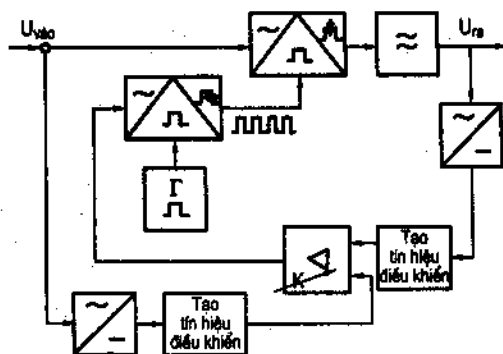 Uvào
Ura
Γ
K
Tạo
tín hiệu
điều khiển
Tạo
tín hiệu
điều khiển